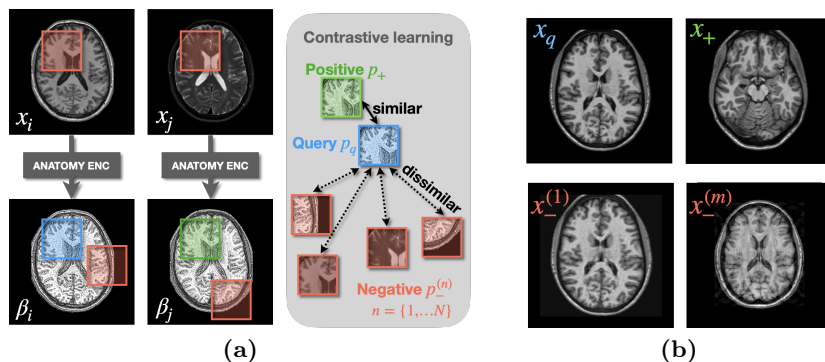 x_i
x_j
ANATOMY ENC
ANATOMY ENC
β_i
β_j
Contrastive learning
Positive p_+
similar
Query p_q
dissimilar
Negative p_-^{(n)}
n = {1,...N}
(a)
x_q
x_+
x_-^{(1)}
x_-^{(m)}
(b)